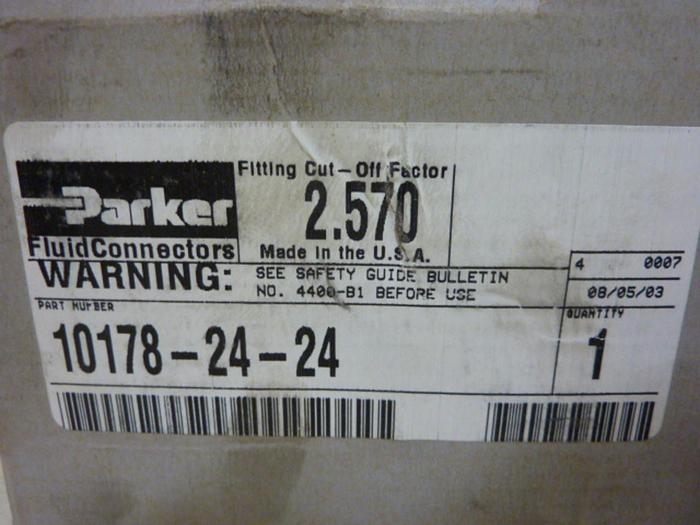 Parker
FluidConnectors
Fitting Cut-Off Factor
2.570
Made in the U.S.A.
WARNING: SEE SAFETY GUIDE BULLETIN
NO. 4400-B1 BEFORE USE
4 0007
08/05/03
PART NUMBER
10178-24-24
QUANTITY
1